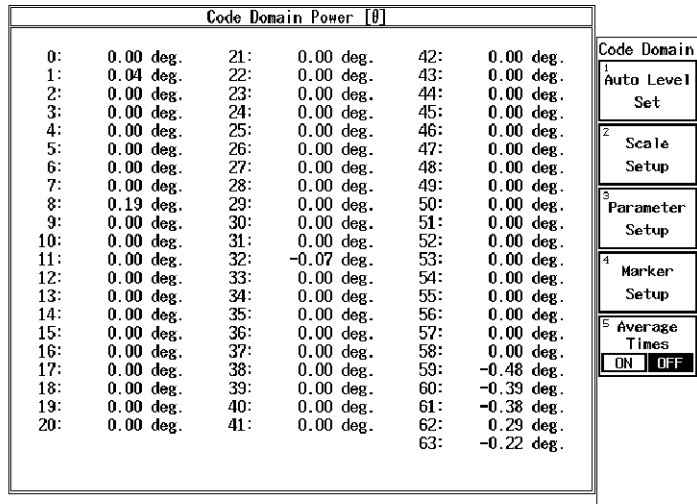 Code Domain Power [θ]
0: 0.00 deg. 21: 0.00 deg. 42: 0.00 deg.
1: 0.04 deg. 22: 0.00 deg. 43: 0.00 deg.
2: 0.00 deg. 23: 0.00 deg. 44: 0.00 deg.
3: 0.00 deg. 24: 0.00 deg. 45: 0.00 deg.
4: 0.00 deg. 25: 0.00 deg. 46: 0.00 deg.
5: 0.00 deg. 26: 0.00 deg. 47: 0.00 deg.
6: 0.00 deg. 27: 0.00 deg. 48: 0.00 deg.
7: 0.00 deg. 28: 0.00 deg. 49: 0.00 deg.
8: 0.19 deg. 29: 0.00 deg. 50: 0.00 deg.
9: 0.00 deg. 30: 0.00 deg. 51: 0.00 deg.
10: 0.00 deg. 31: 0.00 deg. 52: 0.00 deg.
11: 0.00 deg. 32: -0.07 deg. 53: 0.00 deg.
12: 0.00 deg. 33: 0.00 deg. 54: 0.00 deg.
13: 0.00 deg. 34: 0.00 deg. 55: 0.00 deg.
14: 0.00 deg. 35: 0.00 deg. 56: 0.00 deg.
15: 0.00 deg. 36: 0.00 deg. 57: 0.00 deg.
16: 0.00 deg. 37: 0.00 deg. 58: 0.00 deg.
17: 0.00 deg. 38: 0.00 deg. 59: -0.48 deg.
18: 0.00 deg. 39: 0.00 deg. 60: -0.39 deg.
19: 0.00 deg. 40: 0.00 deg. 61: -0.38 deg.
20: 0.00 deg. 41: 0.00 deg. 62: 0.29 deg.
63: -0.22 deg.
Code Domain
1
Auto Level
Set
2
Scale
Setup
3
Parameter
Setup
4
Marker
Setup
5 Average
Times
ON OFF